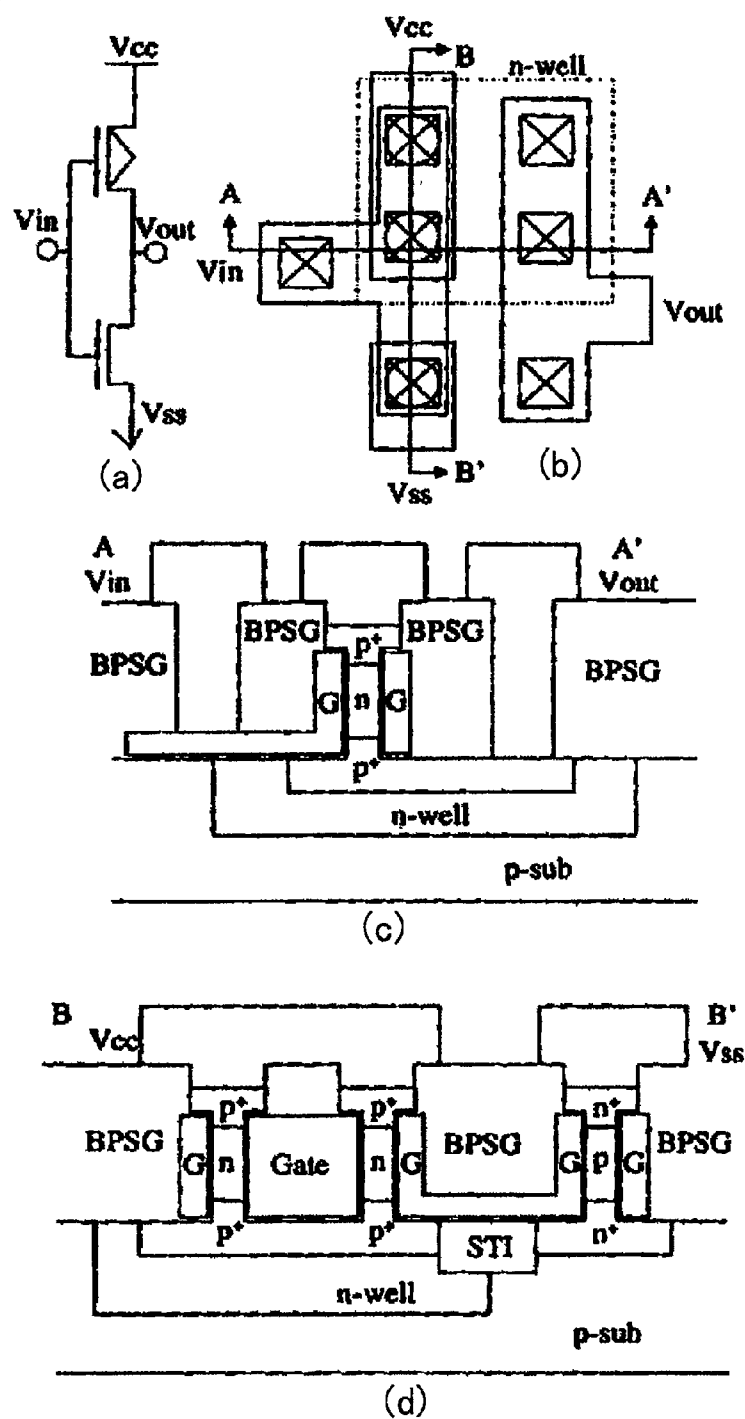 Vcc
Vin
Vout
Vss
(a)
Vcc
B
n-well
A
A'
Vin
Vout
Vss
B'
(b)
A
Vin
A'
Vout
BPSG
BPSG
p+
BPSG
BPSG
G
n
G
p+
n-well
p-sub
(c)
B
Vcc
B'
Vss
p+
p+
n+
BPSG
G
n
Gate
n
G
BPSG
G
p
G
BPSG
p+
p+
STI
n+
n-well
p-sub
(d)